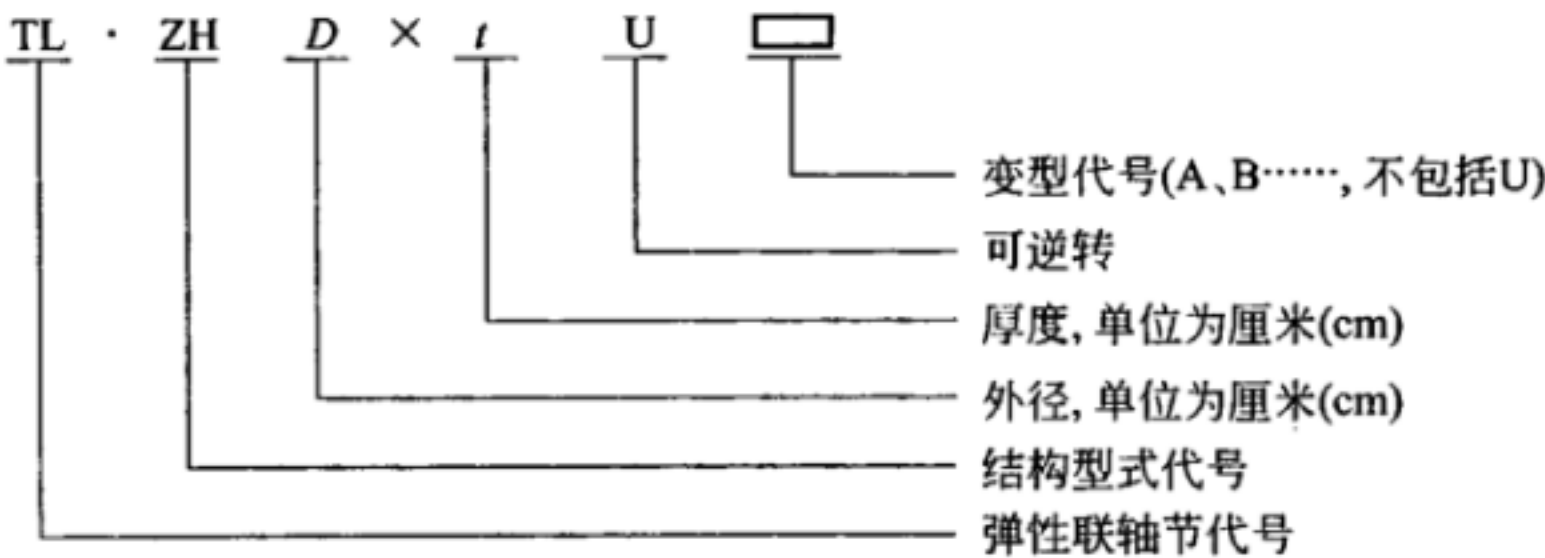 TL · ZH D × t U
变型代号(A、B……, 不包括U)
可逆转
厚度, 单位为厘米(cm)
外径, 单位为厘米(cm)
结构型式代号
弹性联轴节代号